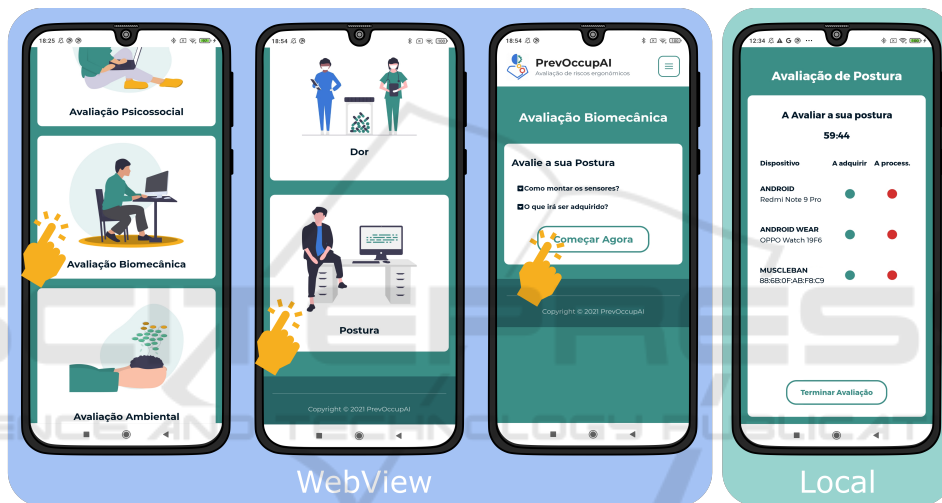 18:25
Avaliação Psicossocial
Avaliação Biomecânica
Avaliação Ambiental
18:54
Dor
Postura
Copyright © 2021 PrevOccupAI
18:54
PrevOccupAI
Avaliação de riscos ergonómicos
Avaliação Biomecânica
Avalie a sua Postura
Como montar os sensores?
O que irá ser adquirido?
Começar Agora
Copyright © 2021 PrevOccupAI
WebView
12:34
Avaliação de Postura
A Avaliar a sua postura
59:44
Dispositivo A adquirir A process.
ANDROID
Redmi Note 9 Pro
ANDROID WEAR
OPPO Watch 19F6
MUSCLEBAN
88:6B:0F:AB:F8:C9
Terminar Avaliação
Local